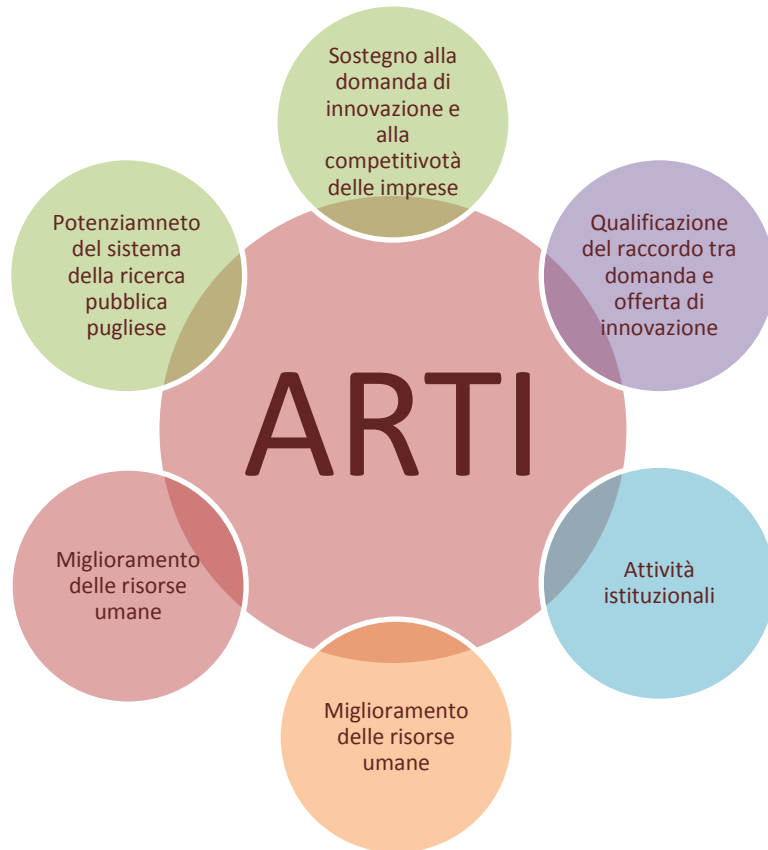 Sostegno alla
domanda di
innovazione e
alla
competitivotà
delle imprese
Potenziamneto
del sistema
della ricerca
pubblica
pugliese
Qualificazione
del raccordo tra
domanda e
offerta di
innovazione
ARTI
Miglioramento
delle risorse
umane
Attività
istituzionali
Miglioramento
delle risorse
umane